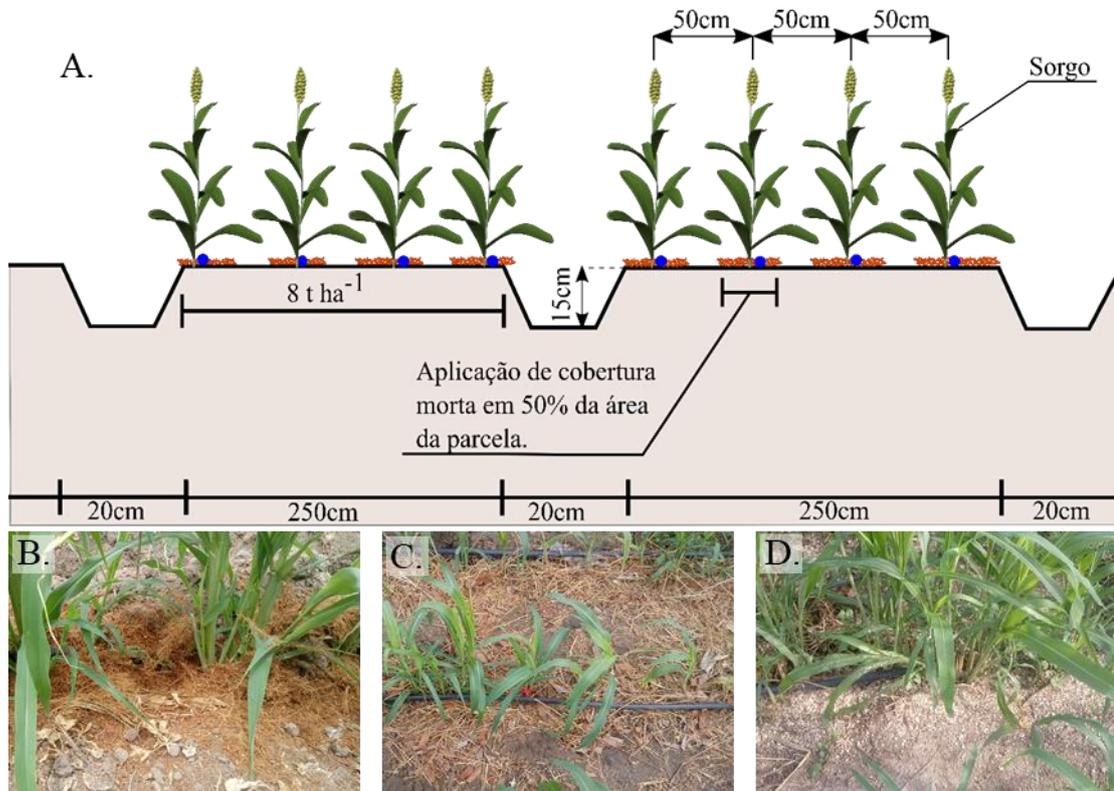 50cm 50cm 50cm
A.
Sorgo
8 t ha⁻¹
15cm
Aplicação de cobertura
morta em 50% da área
da parcela.
20cm 250cm 20cm 250cm 20cm
B. C. D.